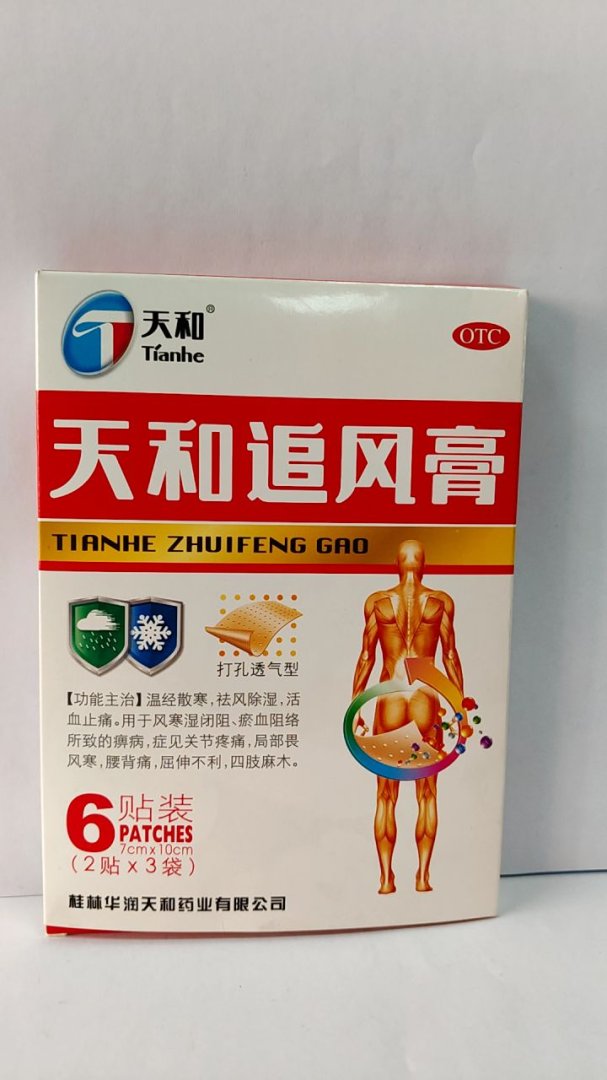 天和®
Tianhe
OTC
天和追风膏
TIANHE ZHUIFENG GAO
打孔透气型
【功能主治】温经散寒，祛风除湿，活
血止痛。用于风寒湿闭阻、瘀血阻络
所致的痹病，症见关节疼痛，局部畏
风寒，腰背痛，屈伸不利，四肢麻木。
6贴装
PATCHES
7cmx10cm
(2贴x3袋)
桂林华润天和药业有限公司